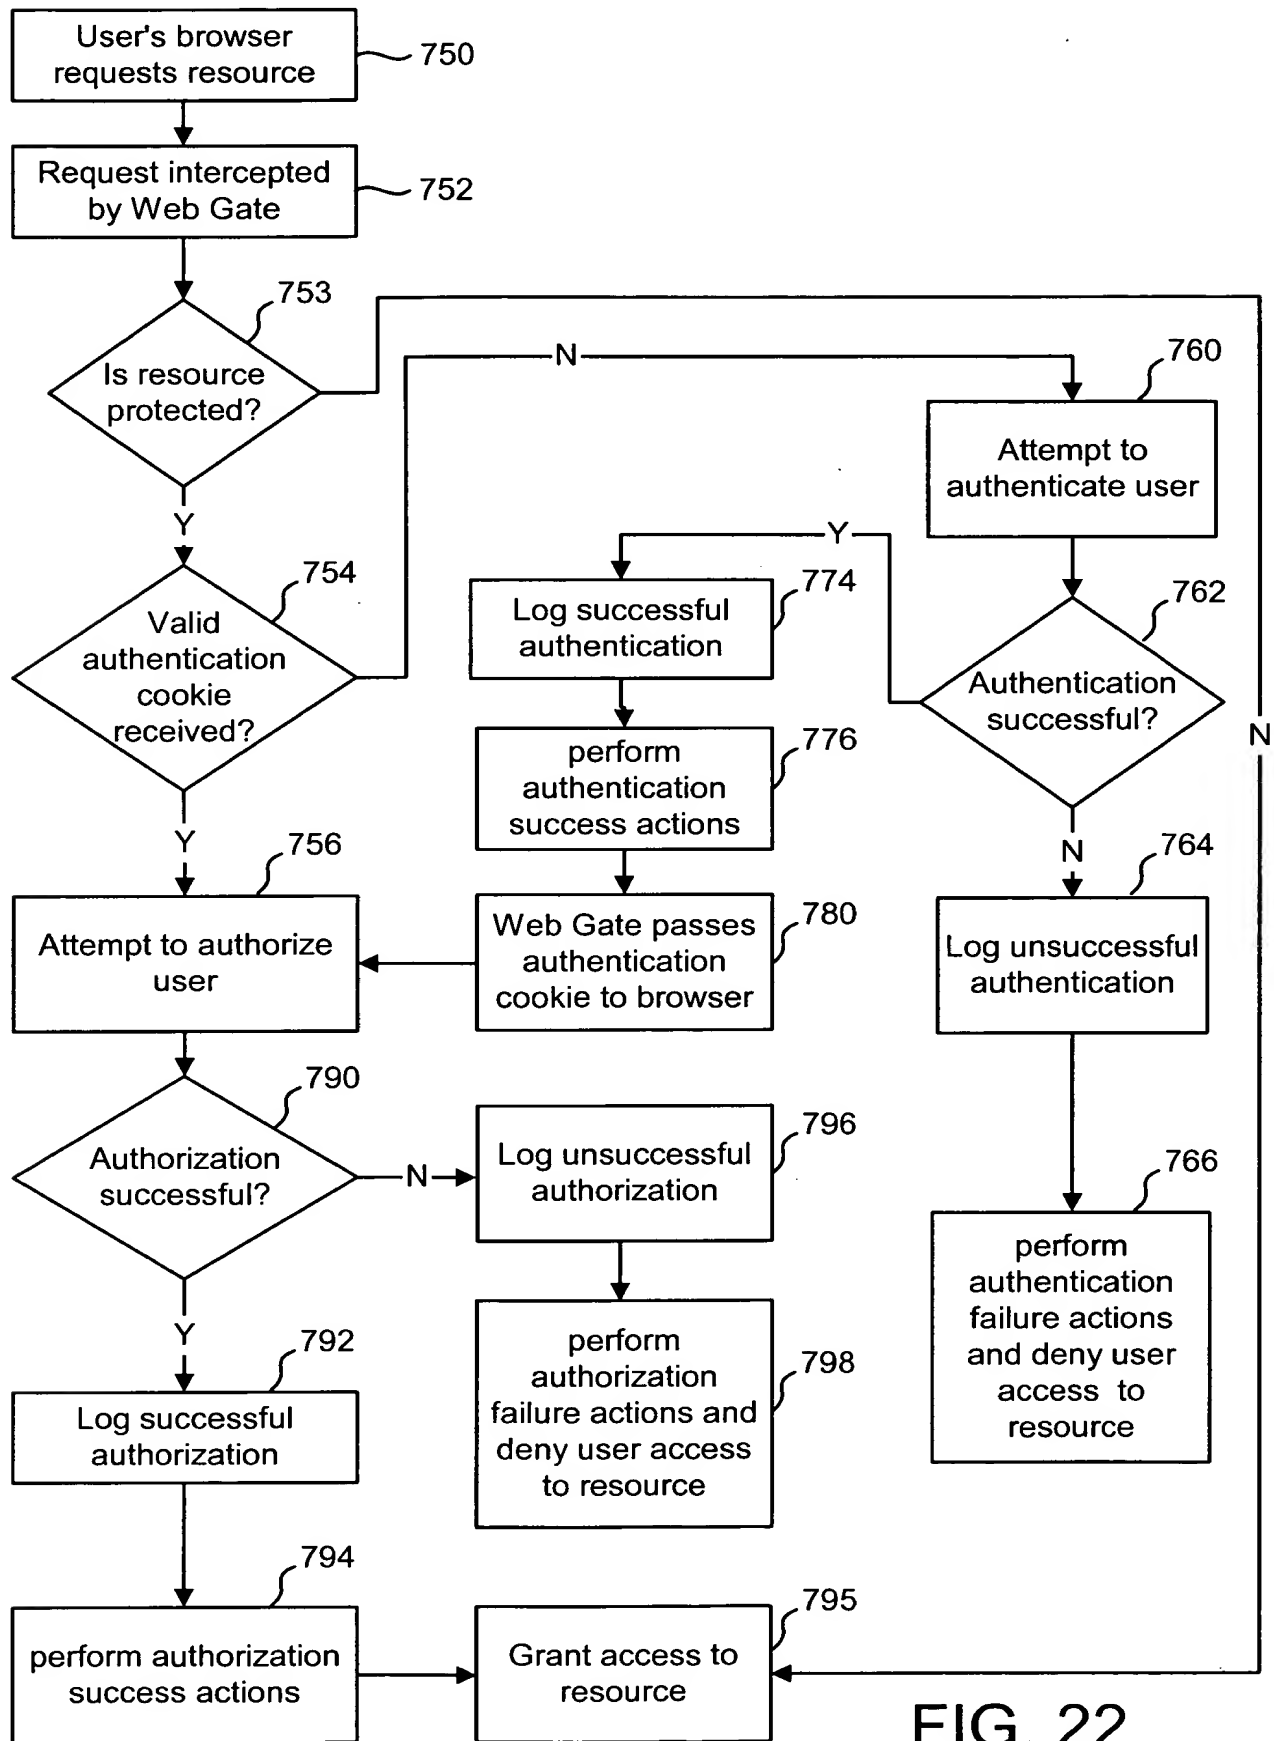 User's browser
requests resource
750
Request intercepted
by Web Gate
752
753
Is resource
protected?
N
760
Attempt to
authenticate user
Y
Y
754
Valid
authentication
cookie
received?
774
Log successful
authentication
762
Authentication
successful?
N
776
perform
authentication
success actions
Y
N
756
Attempt to authorize
user
780
Web Gate passes
authentication
cookie to browser
764
Log unsuccessful
authentication
790
Authorization
successful?
N
796
Log unsuccessful
authorization
766
perform
authentication
failure actions
and deny user
access to
resource
Y
792
Log successful
authorization
798
perform
authorization
failure actions and
deny user access
to resource
794
perform authorization
success actions
795
Grant access to
resource
FIG. 22